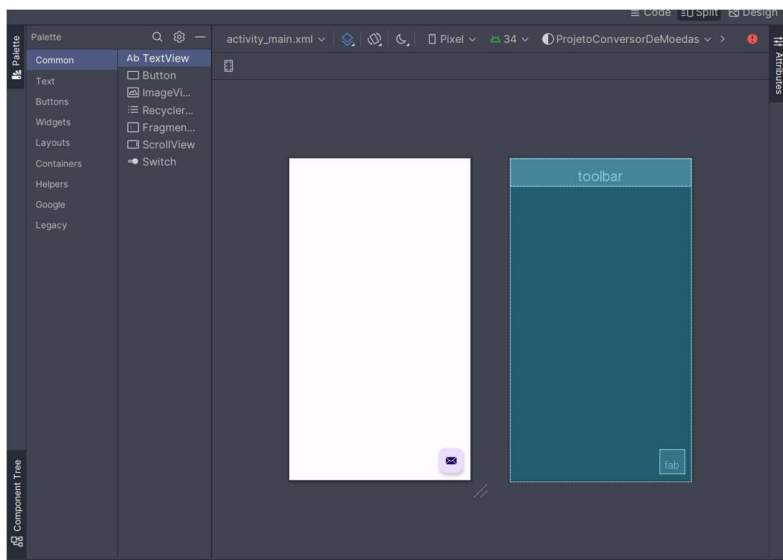 Code Split Design
Palette
Palette
activity_main.xml Pixel 34 ProjetoConversorDeMoedas
Attributes
Common
Text
Buttons
Widgets
Layouts
Containers
Helpers
Google
Legacy
Ab TextView
Button
ImageVi...
Recycler...
Fragmen...
ScrollView
Switch
toolbar
fab
Component Tree